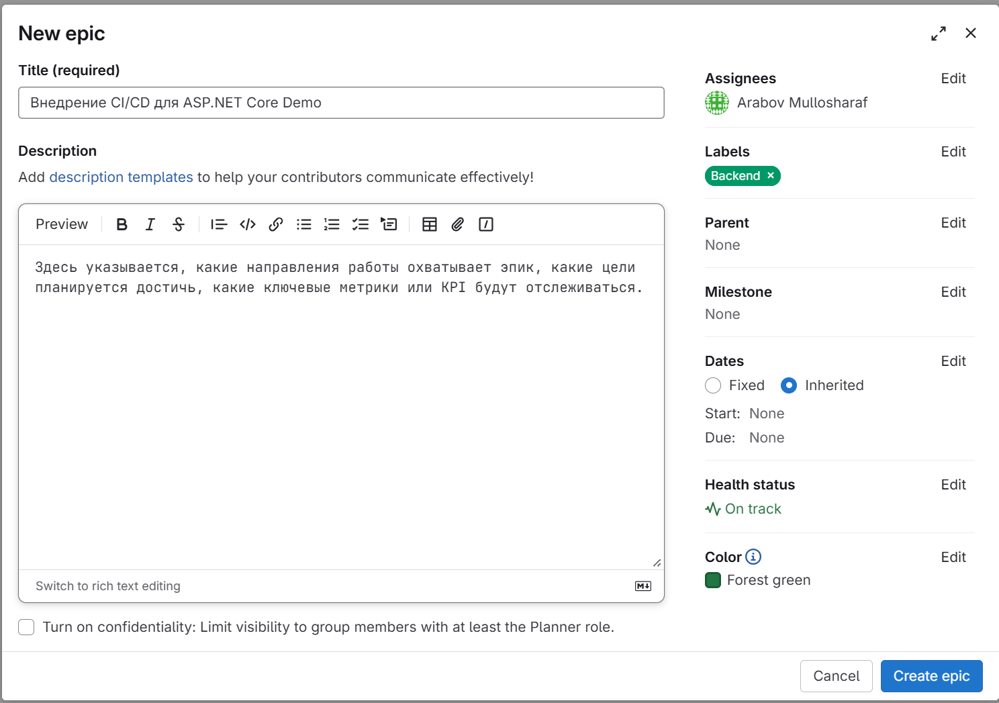 New epic
Title (required)
Внедрение CI/CD для ASP.NET Core Demo
Description
Add description templates to help your contributors communicate effectively!
Preview
Здесь указывается, какие направления работы охватывает эпик, какие цели
планируется достичь, какие ключевые метрики или KPI будут отслеживаться.
Switch to rich text editing
Turn on confidentiality: Limit visibility to group members with at least the Planner role.
Assignees Edit
Arabov Mullosharaf
Labels Edit
Backend ×
Parent Edit
None
Milestone Edit
None
Dates Edit
Fixed Inherited
Start: None
Due: None
Health status Edit
On track
Color Edit
Forest green
Cancel Create epic